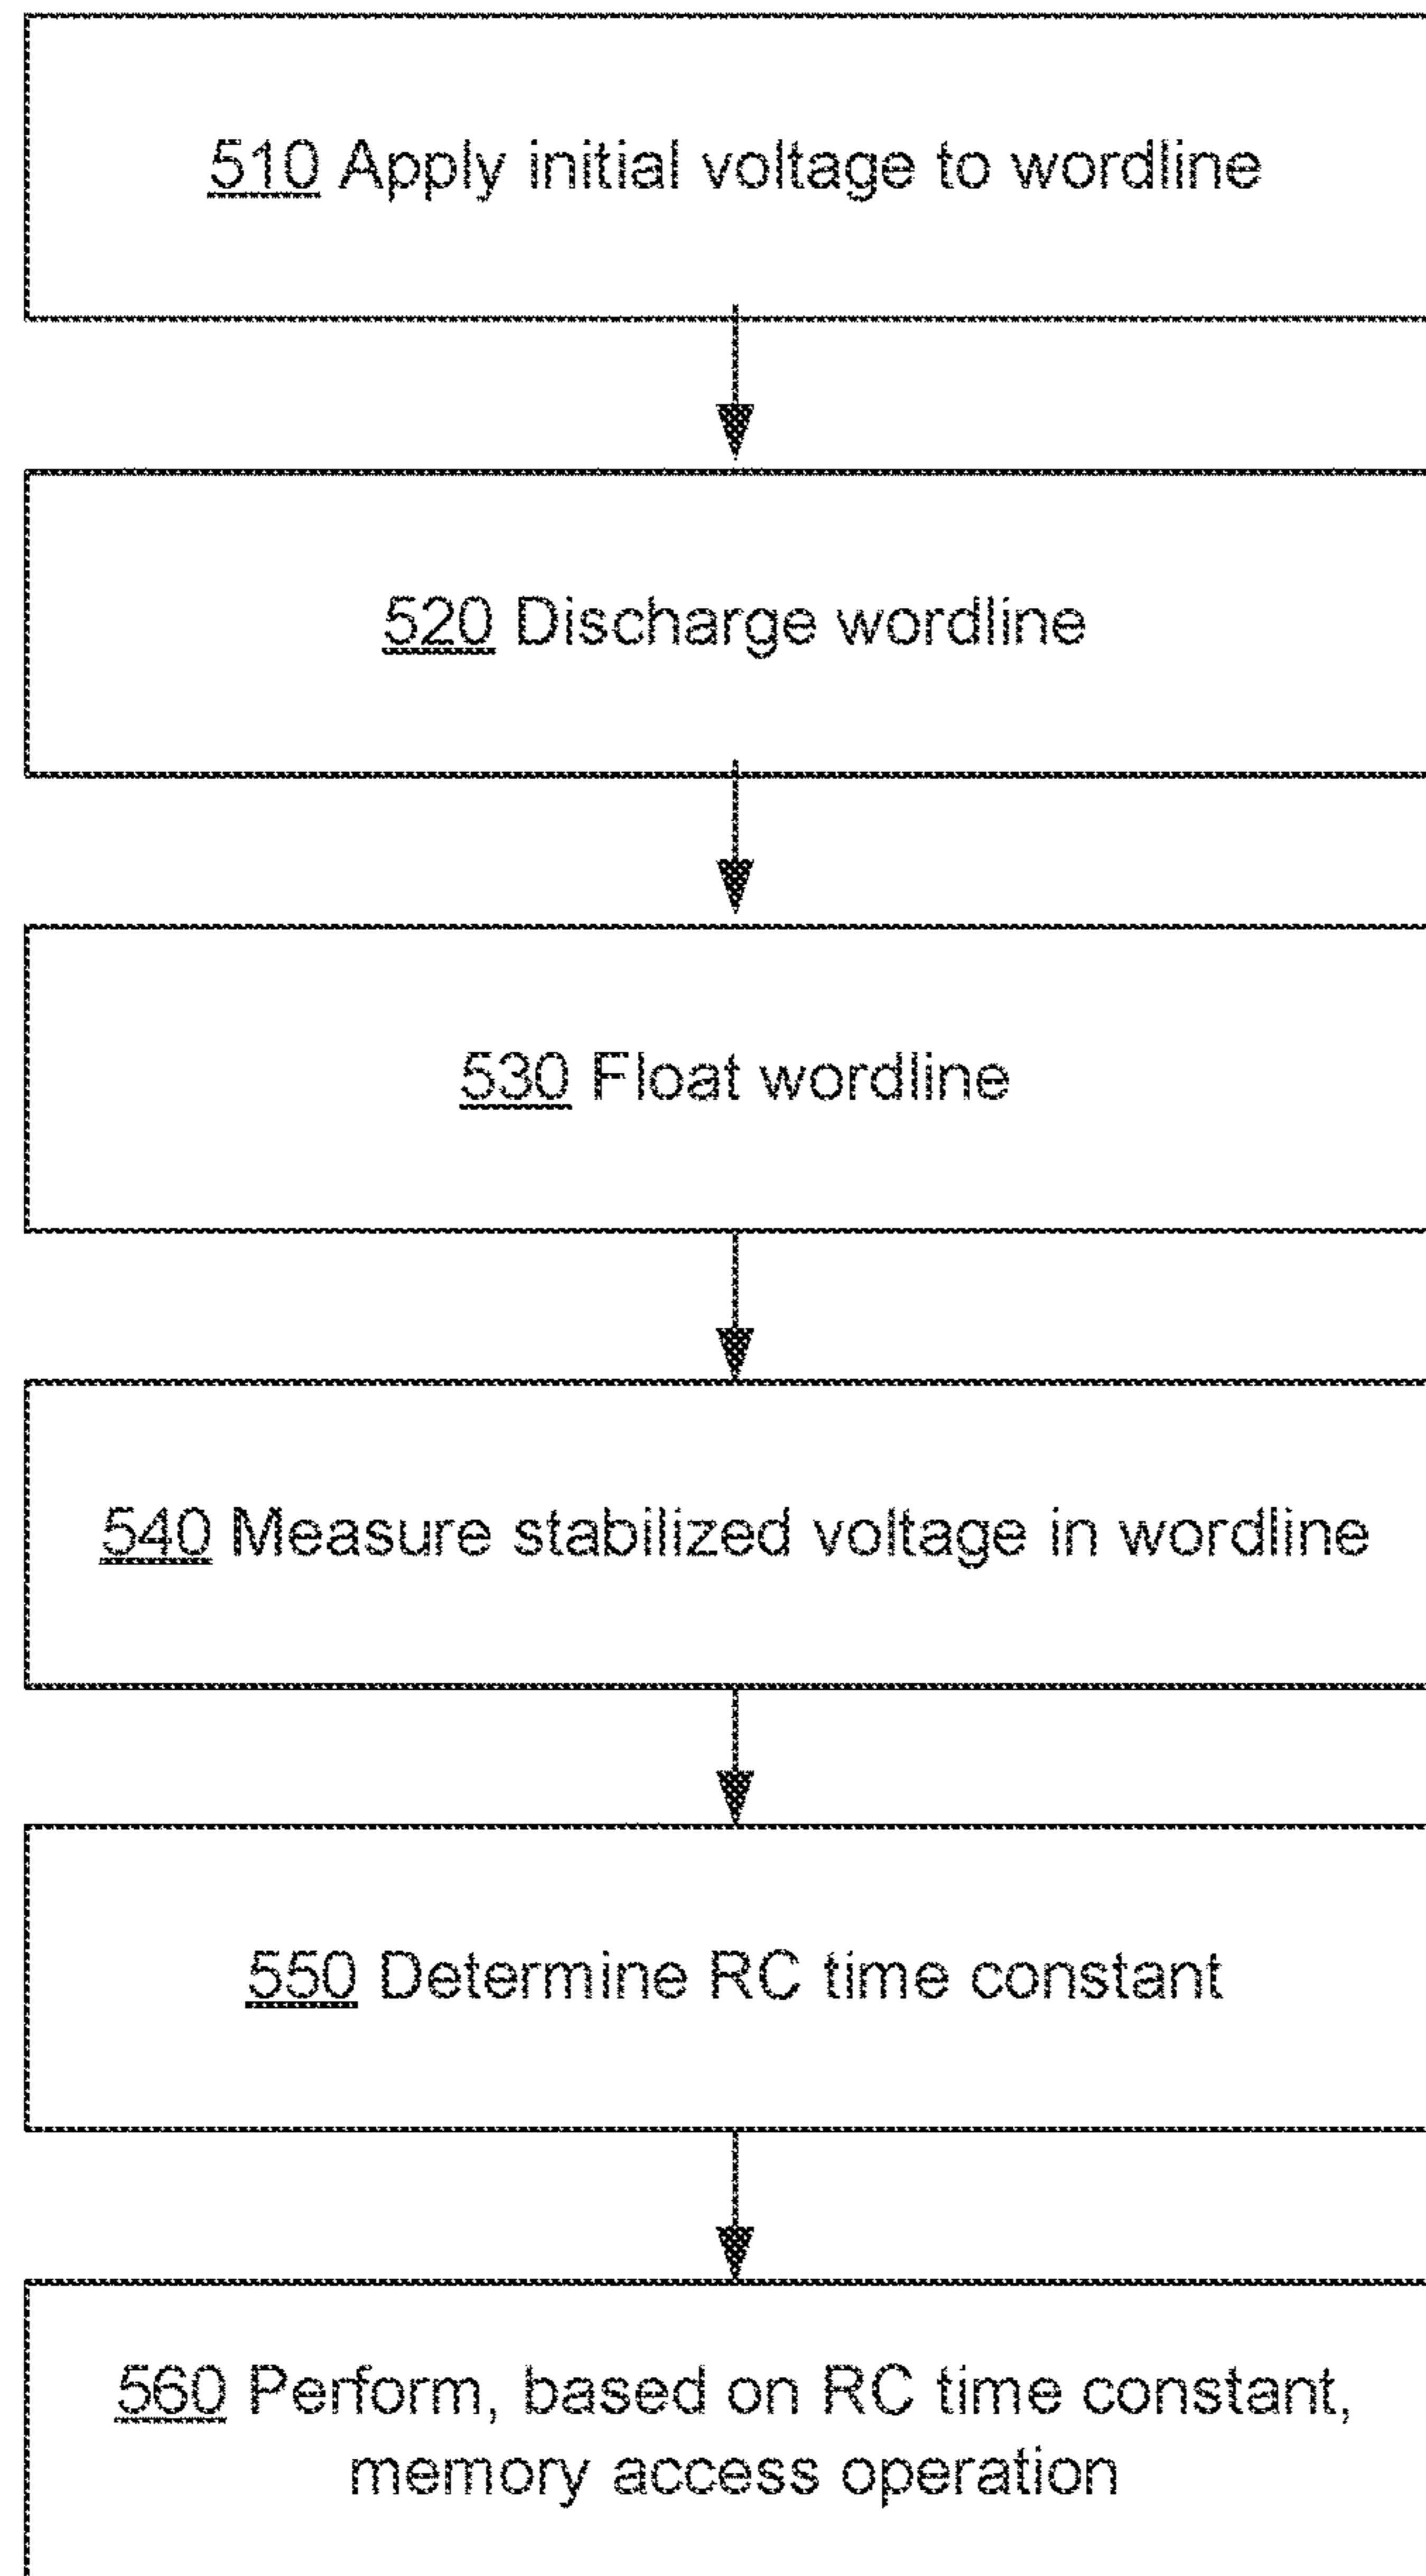 510 Apply initial voltage to wordline
520 Discharge wordline
530 Float wordline
540 Measure stabilized voltage in wordline
550 Determine RC time constant
560 Perform, based on RC time constant,
memory access operation